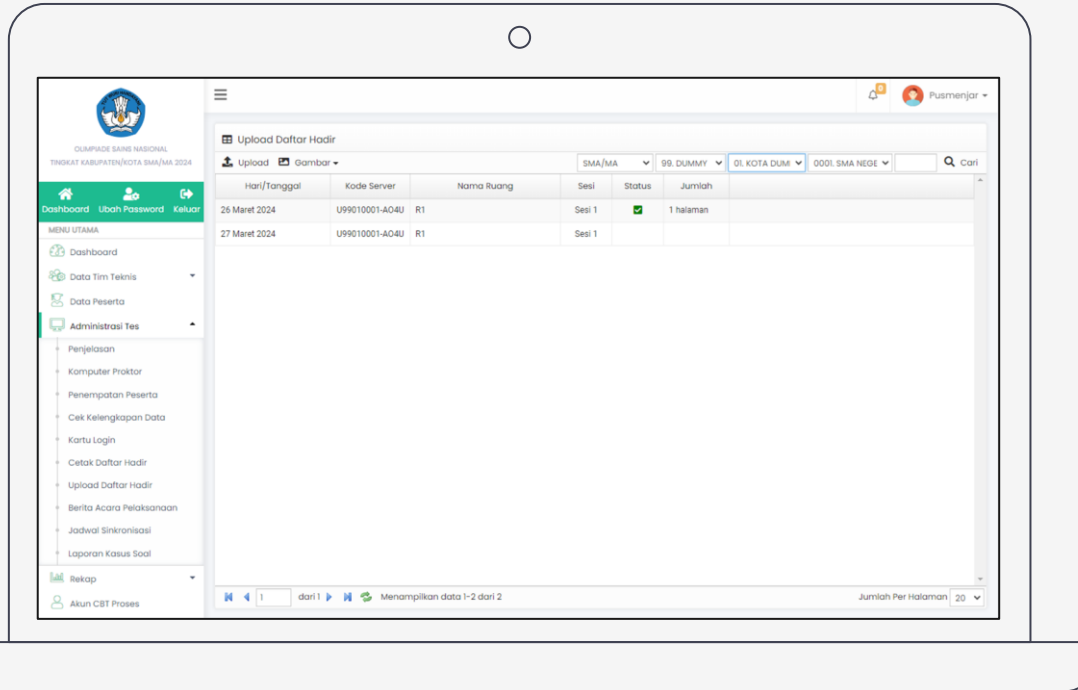 OLIMPIADE SAINS NASIONAL
TINGKAT KABUPATEN/KOTA SMA/MA 2024
Dashboard Ubah Password Keluar
MENU UTAMA
Dashboard
Data Tim Teknis
Data Peserta
Administrasi Tes
Penjelasan
Komputer Proktor
Penempatan Peserta
Cek Kelengkapan Data
Kartu Login
Cetak Daftar Hadir
Upload Daftar Hadir
Berita Acara Pelaksanaan
Jadwal Sinkronisasi
Laporan Kasus Soal
Rekap
Akun CBT Proses
0 Pusmenjar
Upload Daftar Hadir
Upload Gambar SMA/MA 99. DUMMY 01. KOTA DUM 0001. SMA NEGE Cari
Hari/Tanggal Kode Server Nama Ruang Sesi Status Jumlah
26 Maret 2024 U99010001-AO4U R1 Sesi 1 1 halaman
27 Maret 2024 U99010001-AO4U R1 Sesi 1
1 dari 1 Menampilkan data 1-2 dari 2 Jumlah Per Halaman 20